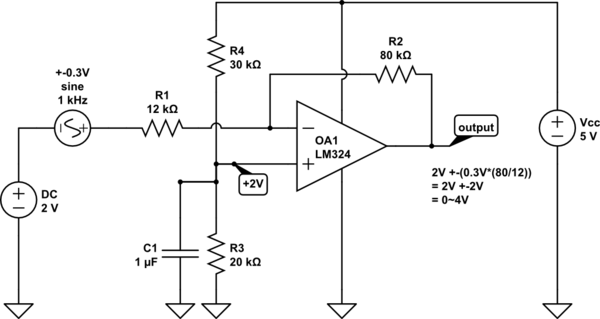 +-0.3V
sine
1 kHz
R1
12 kΩ
R4
30 kΩ
R2
80 kΩ
OA1
LM324
output
Vcc
5 V
+2V
2V +-(0.3V*(80/12))
= 2V +-2V
= 0~4V
DC
2 V
C1
1 µF
R3
20 kΩ